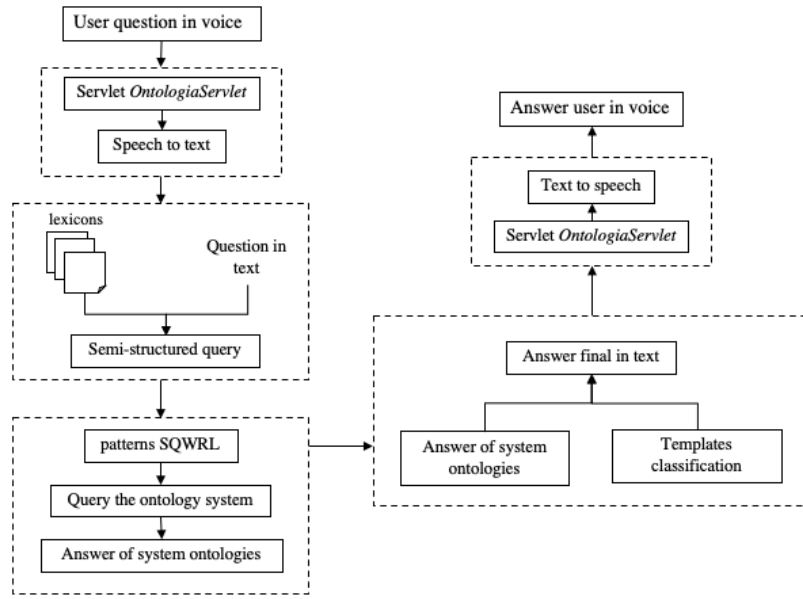 User question in voice
Servlet OntologiaServlet
Speech to text
lexicons
Question in
text
Semi-structured query
patterns SQWRL
Query the ontology system
Answer of system ontologies
Answer user in voice
Text to speech
Servlet OntologiaServlet
Answer final in text
Answer of system
ontologies
Templates
classification